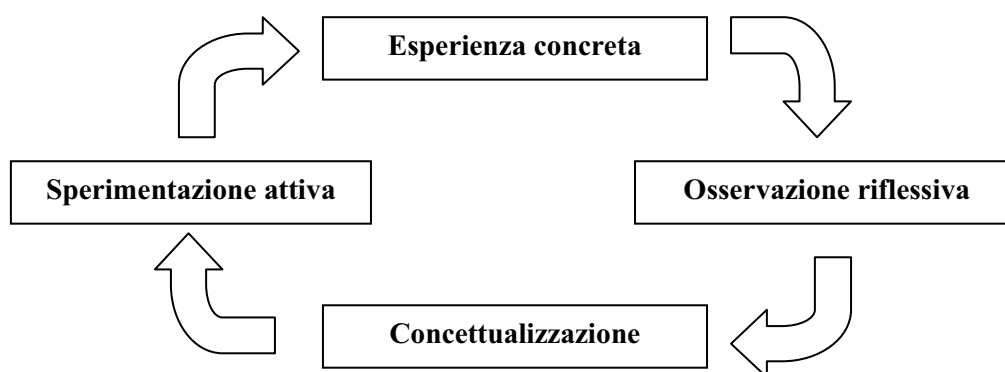 Esperienza concreta
Sperimentazione attiva
Osservazione riflessiva
Concettualizzazione